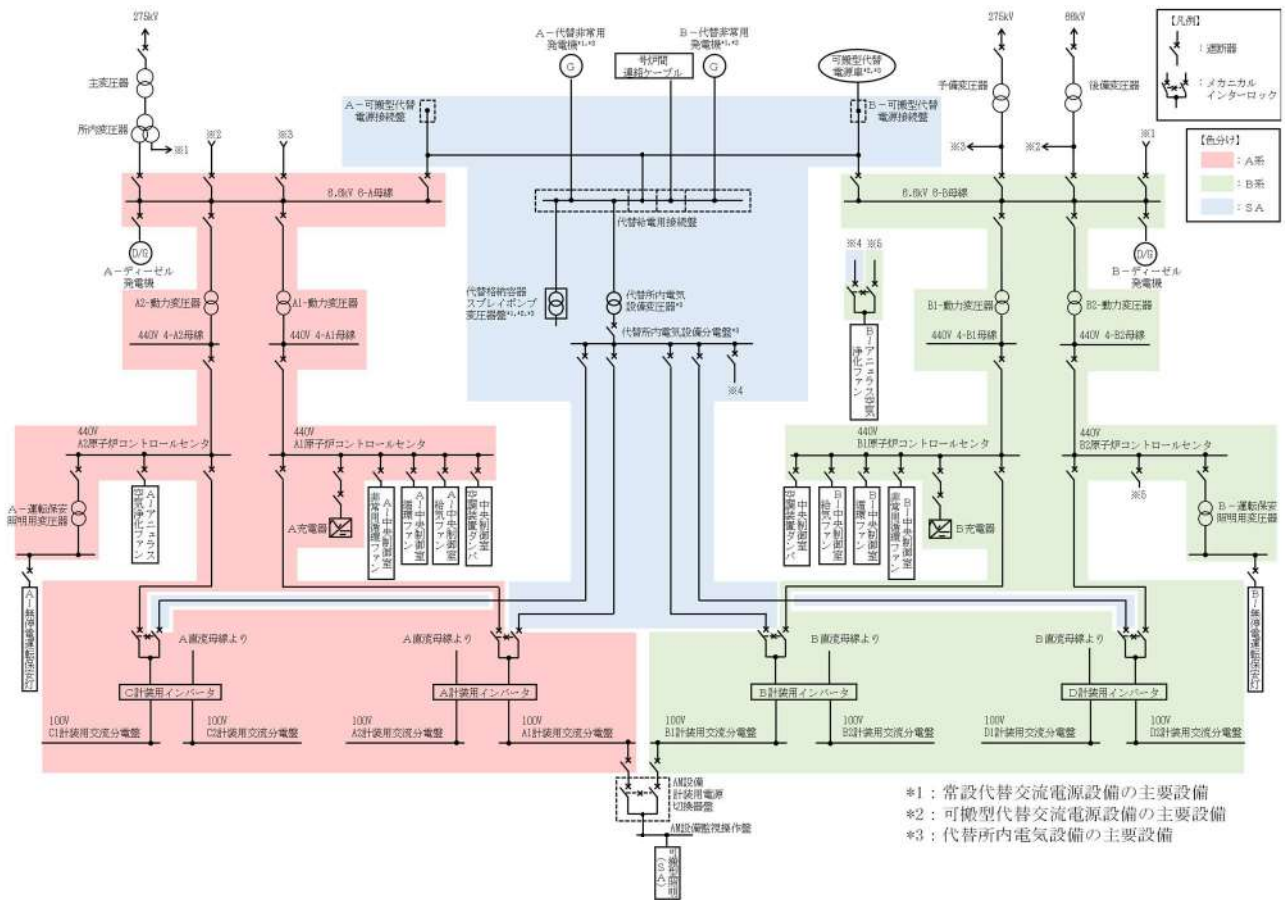 275kV
主変圧器
所内変圧器
※1
※2
※3
A-代替非常用
発電機*1,*3
号炉間
連絡ケーブル
B-代替非常用
発電機*1,*3
G
G
可搬型代替
電源車*2,*3
275kV
66kV
予備変圧器
後備変圧器
※3
※2
※1
【凡例】
:遮断器
:メカニカル
インターロック
【色分け】
:A系
:B系
:SA
A-可搬型代替
電源接続盤
B-可搬型代替
電源接続盤
6.6kV 6-A母線
6.6kV 6-B母線
代替給電用接続盤
D/G
A-ディーゼル
発電機
D/G
B-ディーゼル
発電機
A2-動力変圧器
A1-動力変圧器
440V 4-A2母線
440V 4-A1母線
代替格納容器
スプレイポンプ
変圧器盤*1,*2,*3
代替所内電気
設備変圧器*3
代替所内電気設備分電盤*3
※4
※4
※5
B-アニュラス空気
浄化ファン
B1-動力変圧器
B2-動力変圧器
440V 4-B1母線
440V 4-B2母線
440V
A2原子炉コントロールセンタ
440V
A1原子炉コントロールセンタ
440V
B1原子炉コントロールセンタ
440V
B2原子炉コントロールセンタ
A-運転保安
照明用変圧器
A-アニュラス
空気浄化ファン
A充電器
A-中央制御室
非常用循環ファン
A-中央制御室
循環ファン
A-中央制御室
給気ファン
中央制御室
空調装置ダンパ
中央制御室
空調装置ダンパ
B-中央制御室
給気ファン
B-中央制御室
循環ファン
B-中央制御室
非常用循環ファン
B充電器
※5
B-運転保安
照明用変圧器
A-無停電運転保安灯
B-無停電運転保安灯
A直流母線より
A直流母線より
B直流母線より
B直流母線より
C計装用インバータ
A計装用インバータ
B計装用インバータ
D計装用インバータ
100V
C1計装用交流分電盤
100V
C2計装用交流分電盤
100V
A2計装用交流分電盤
100V
A1計装用交流分電盤
100V
B1計装用交流分電盤
100V
B2計装用交流分電盤
100V
D1計装用交流分電盤
100V
D2計装用交流分電盤
AM設備
計装用電源
切換器盤
AM設備監視操作盤
可搬型照明
(SA)
*1:常設代替交流電源設備の主要設備
*2:可搬型代替交流電源設備の主要設備
*3:代替所内電気設備の主要設備